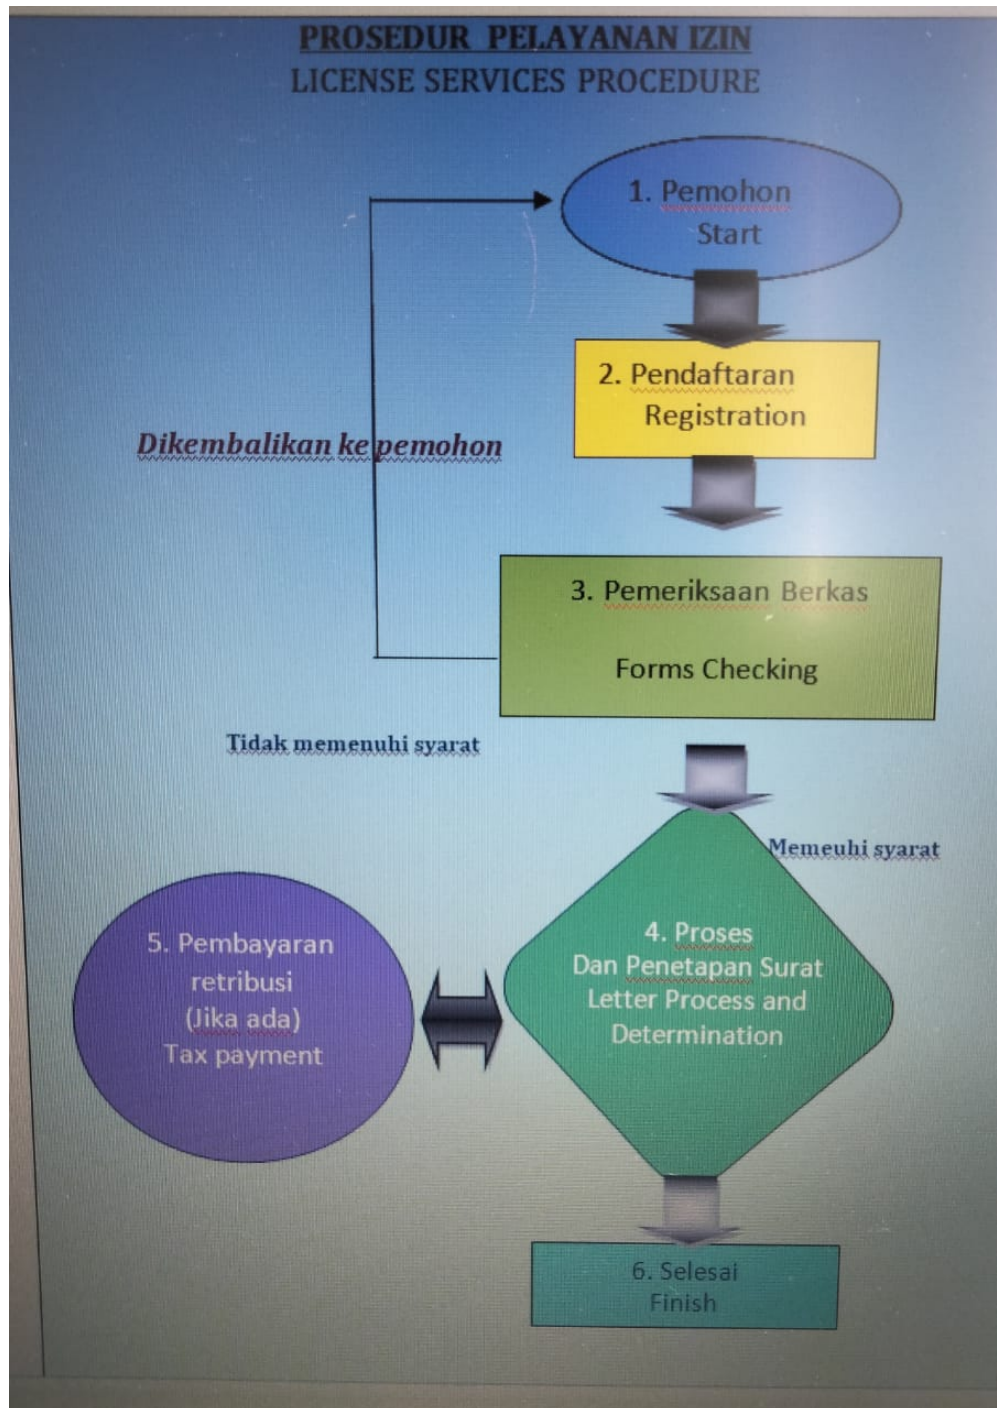 PROSEDUR PELAYANAN IZIN
LICENSE SERVICES PROCEDURE
1. Pemohon
Start
2. Pendaftaran
Registration
Dikembalikan ke pemohon
3. Pemeriksaan Berkas
Forms Checking
Tidak memenuhi syarat
Memeuhi syarat
4. Proses
Dan Penetapan Surat
Letter Process and
Determination
5. Pembayaran
retribusi
(Jika ada)
Tax payment
6. Selesai
Finish